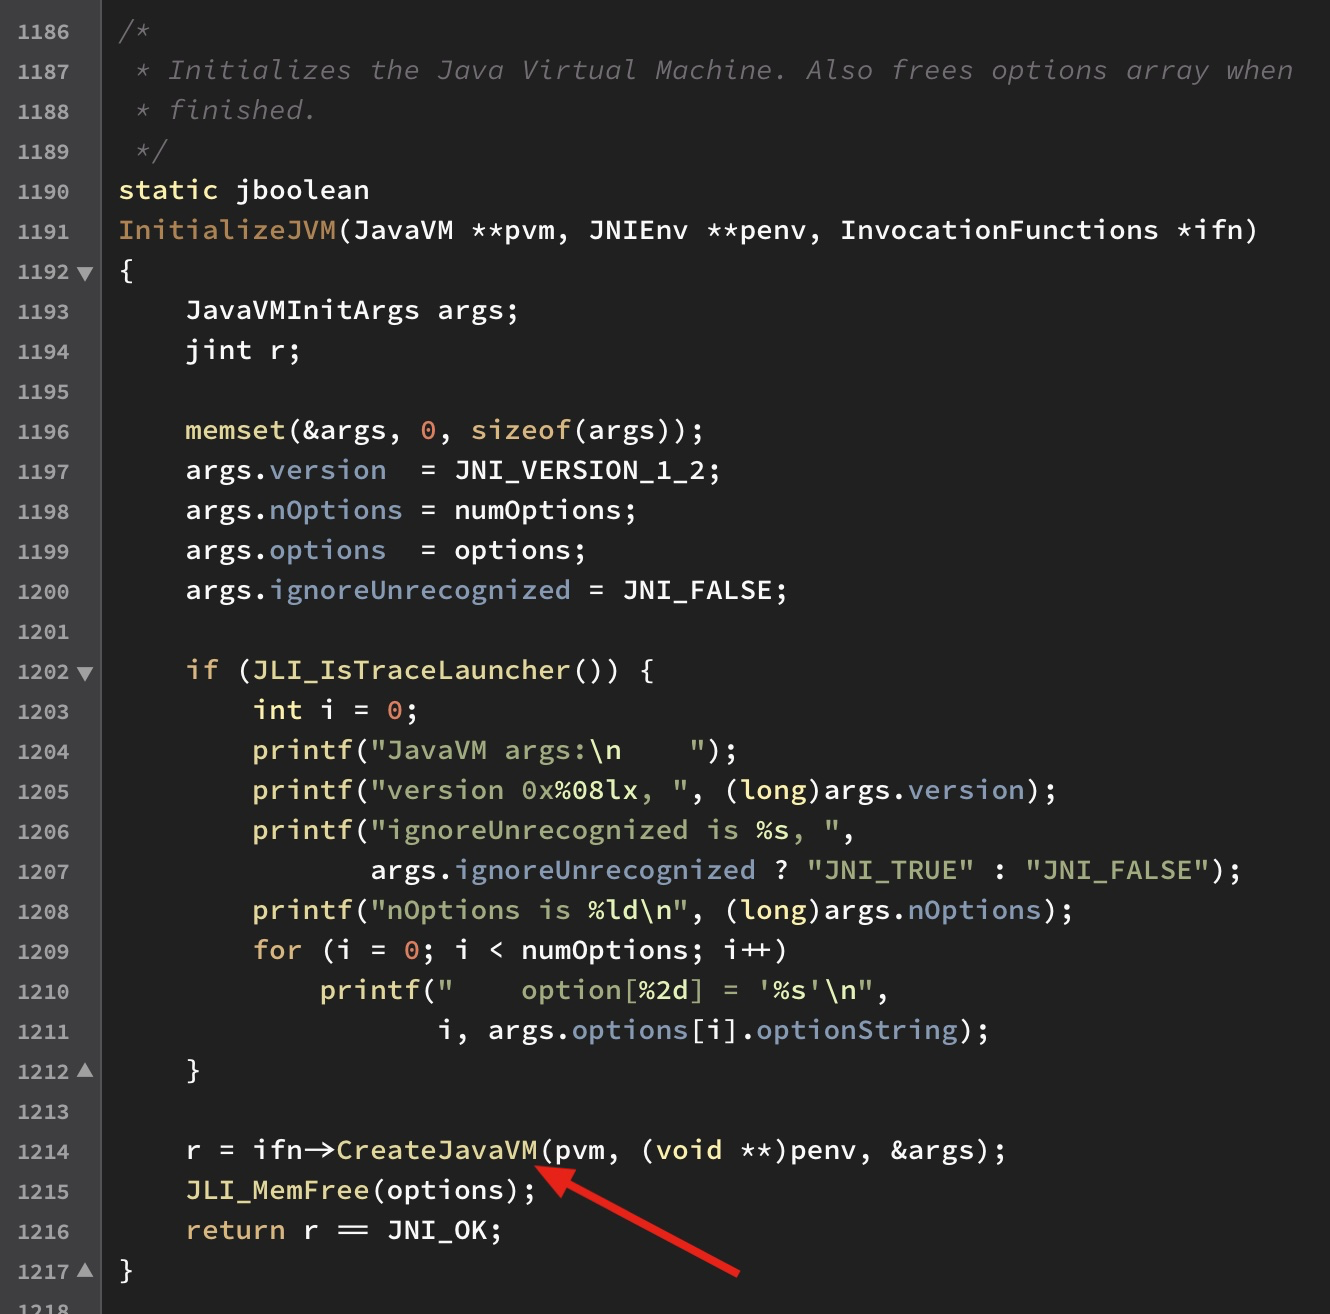 1186 /*
1187  * Initializes the Java Virtual Machine. Also frees options array when
1188  * finished.
1189  */
1190 static jboolean
1191 InitializeJVM(JavaVM **pvm, JNIEnv **penv, InvocationFunctions *ifn)
1192 {
1193     JavaVMInitArgs args;
1194     jint r;
1195
1196     memset(&args, 0, sizeof(args));
1197     args.version  = JNI_VERSION_1_2;
1198     args.nOptions = numOptions;
1199     args.options  = options;
1200     args.ignoreUnrecognized = JNI_FALSE;
1201
1202     if (JLI_IsTraceLauncher()) {
1203         int i = 0;
1204         printf("JavaVM args:\n    ");
1205         printf("version 0x%08lx, ", (long)args.version);
1206         printf("ignoreUnrecognized is %s, ",
1207                args.ignoreUnrecognized ? "JNI_TRUE" : "JNI_FALSE");
1208         printf("nOptions is %ld\n", (long)args.nOptions);
1209         for (i = 0; i < numOptions; i++)
1210             printf("    option[%2d] = '%s'\n",
1211                    i, args.options[i].optionString);
1212     }
1213
1214     r = ifn->CreateJavaVM(pvm, (void **)penv, &args);
1215     JLI_MemFree(options);
1216     return r == JNI_OK;
1217 }
1218